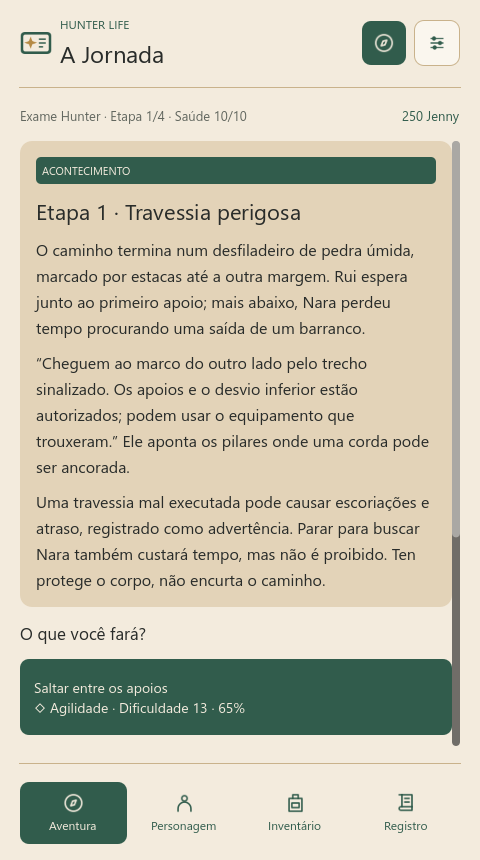 HUNTER LIFE
A Jornada
Exame Hunter · Etapa 1/4 · Saúde 10/10
250 Jenny
ACONTECIMENTO
Etapa 1 · Travessia perigosa
O caminho termina num desfiladeiro de pedra úmida,
marcado por estacas até a outra margem. Rui espera
junto ao primeiro apoio; mais abaixo, Nara perdeu
tempo procurando uma saída de um barranco.
“Cheguem ao marco do outro lado pelo trecho
sinalizado. Os apoios e o desvio inferior estão
autorizados; podem usar o equipamento que
trouxeram.” Ele aponta os pilares onde uma corda pode
ser ancorada.
Uma travessia mal executada pode causar escoriações e
atraso, registrado como advertência. Parar para buscar
Nara também custará tempo, mas não é proibido. Ten
protege o corpo, não encurta o caminho.
O que você fará?
Saltar entre os apoios
◇ Agilidade · Dificuldade 13 · 65%
Aventura
Personagem
Inventário
Registro